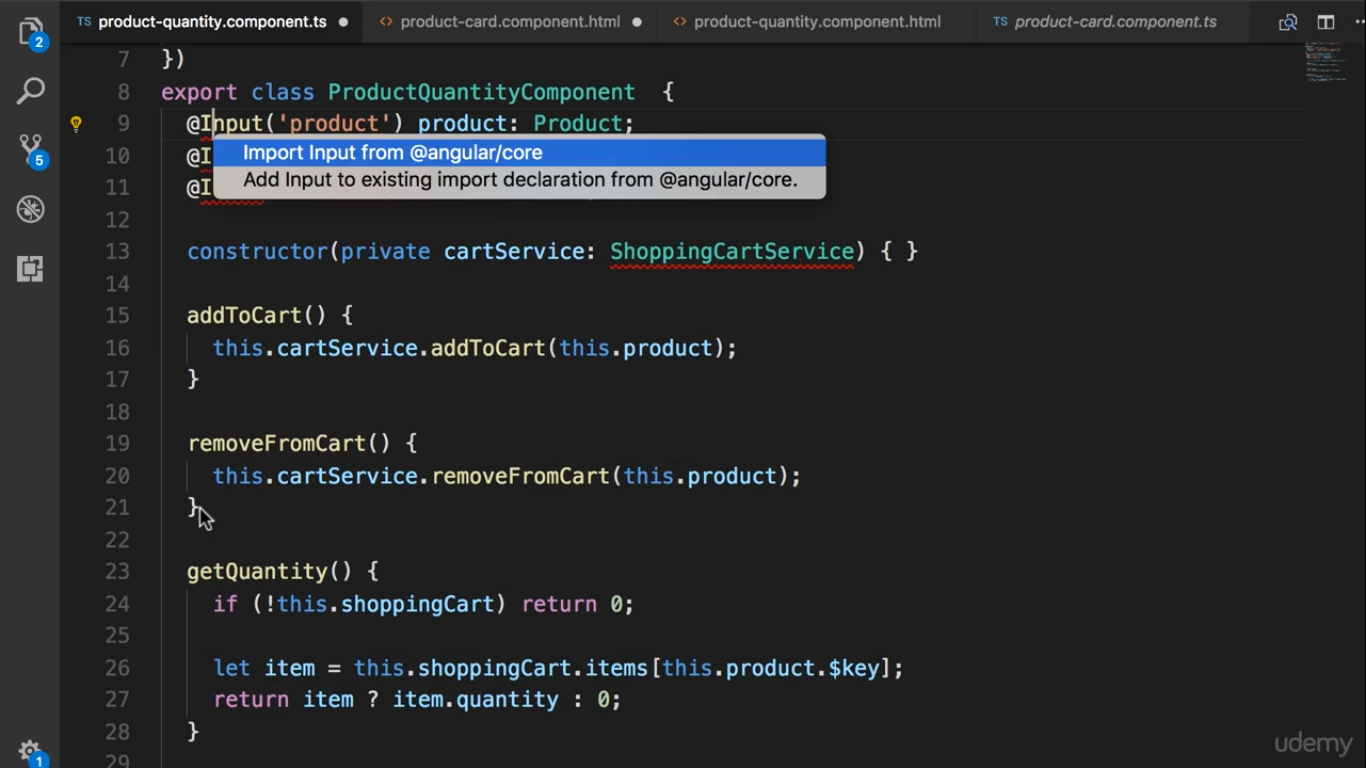 TS product-quantity.component.ts ● <> product-card.component.html ● <> product-quantity.component.html TS product-card.component.ts
2
5
1
7 })
8 export class ProductQuantityComponent {
9 @Input('product') product: Product;
Import Input from @angular/core
10 @I
Add Input to existing import declaration from @angular/core.
11 @I
12
13 constructor(private cartService: ShoppingCartService) { }
14
15 addToCart() {
16 this.cartService.addToCart(this.product);
17 }
18
19 removeFromCart() {
20 this.cartService.removeFromCart(this.product);
21 }
22
23 getQuantity() {
24 if (!this.shoppingCart) return 0;
25
26 let item = this.shoppingCart.items[this.product.$key];
27 return item ? item.quantity : 0;
28 }
29
udemy